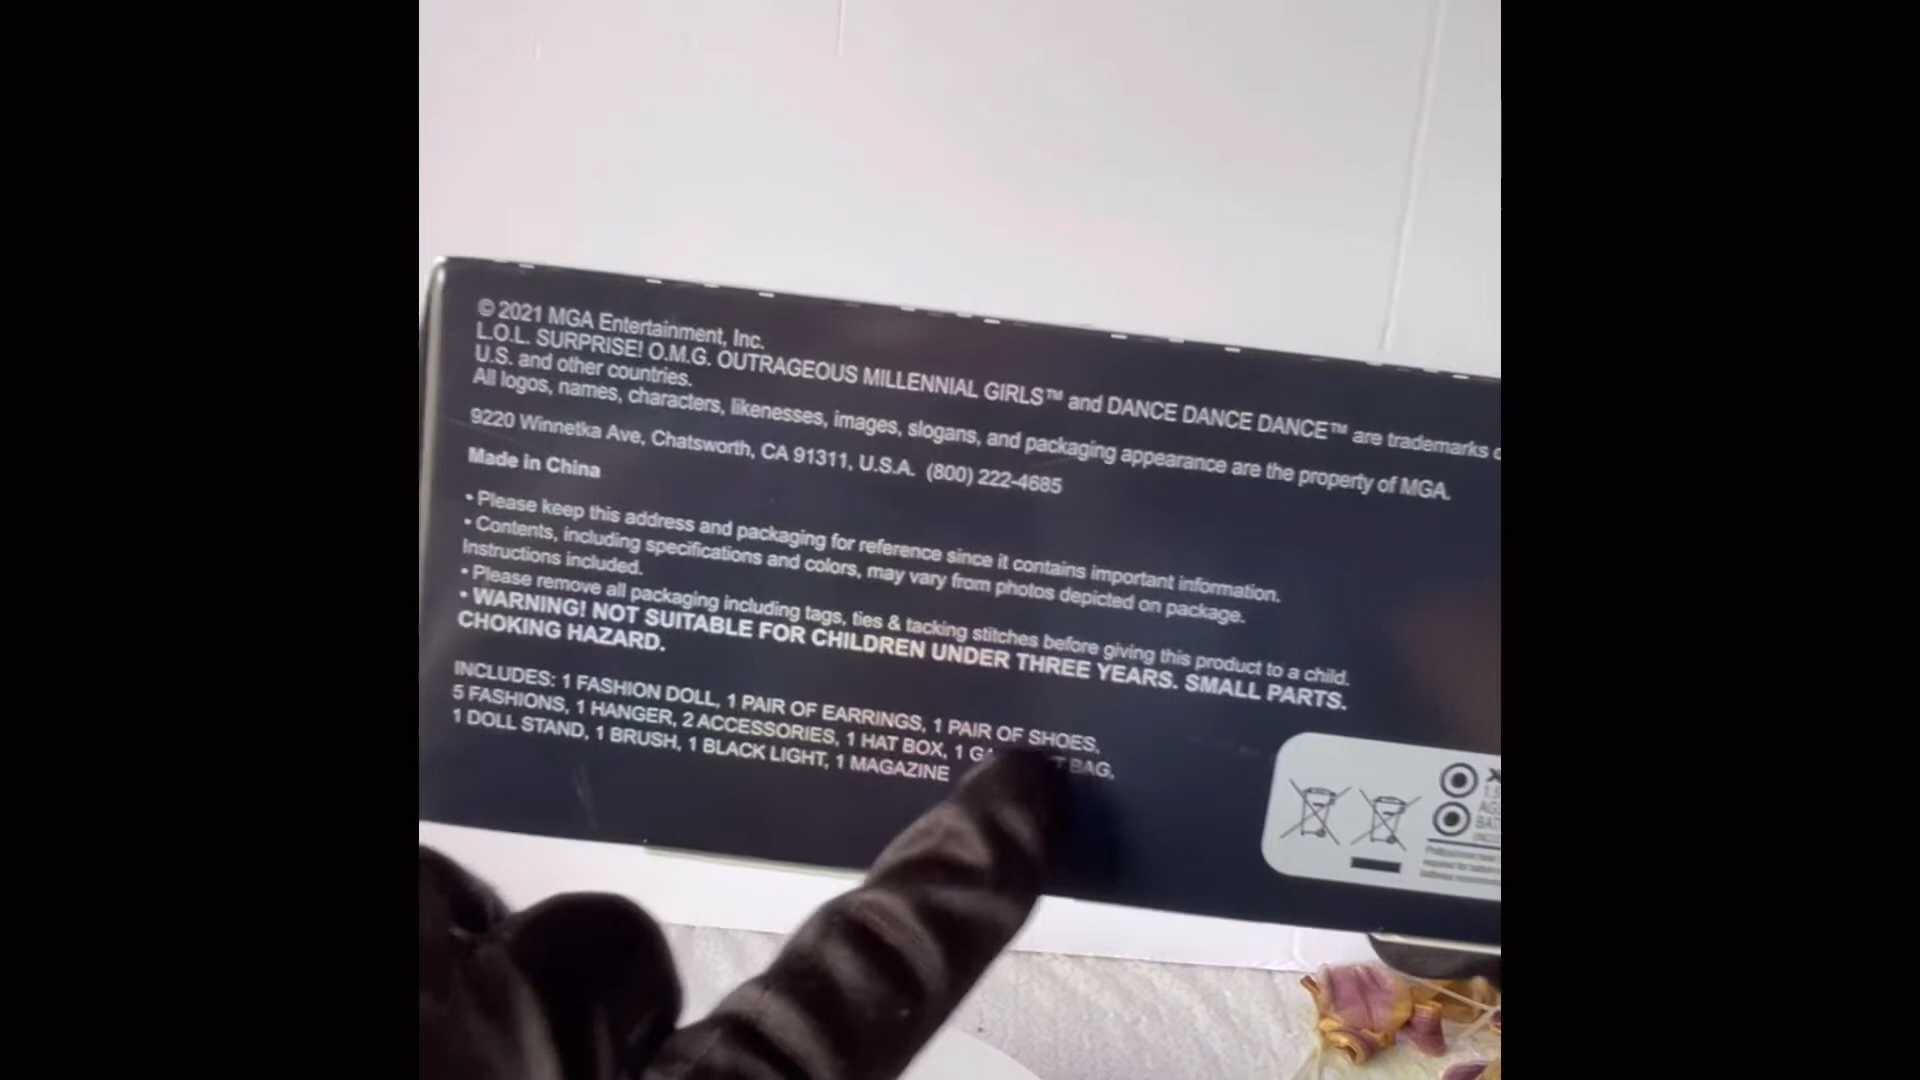 © 2021 MGA Entertainment, Inc.
L.O.L. SURPRISE! O.M.G. OUTRAGEOUS MILLENNIAL GIRLS™ and DANCE DANCE DANCE™ are trademarks
U.S. and other countries.
All logos, names, characters, likenesses, images, slogans, and packaging appearance are the property of MGA.
9220 Winnetka Ave, Chatsworth, CA 91311, U.S.A. (800) 222-4685
Made in China
• Please keep this address and packaging for reference since it contains important information.
• Contents, including specifications and colors, may vary from photos depicted on package.
Instructions included.
• Please remove all packaging including tags, ties & tacking stitches before giving this product to a child.
• WARNING! NOT SUITABLE FOR CHILDREN UNDER THREE YEARS. SMALL PARTS.
CHOKING HAZARD.
INCLUDES: 1 FASHION DOLL, 1 PAIR OF EARRINGS, 1 PAIR OF SHOES,
5 FASHIONS, 1 HANGER, 2 ACCESSORIES, 1 HAT BOX, 1 BAG,
1 DOLL STAND, 1 BRUSH, 1 BLACK LIGHT, 1 MAGAZINE